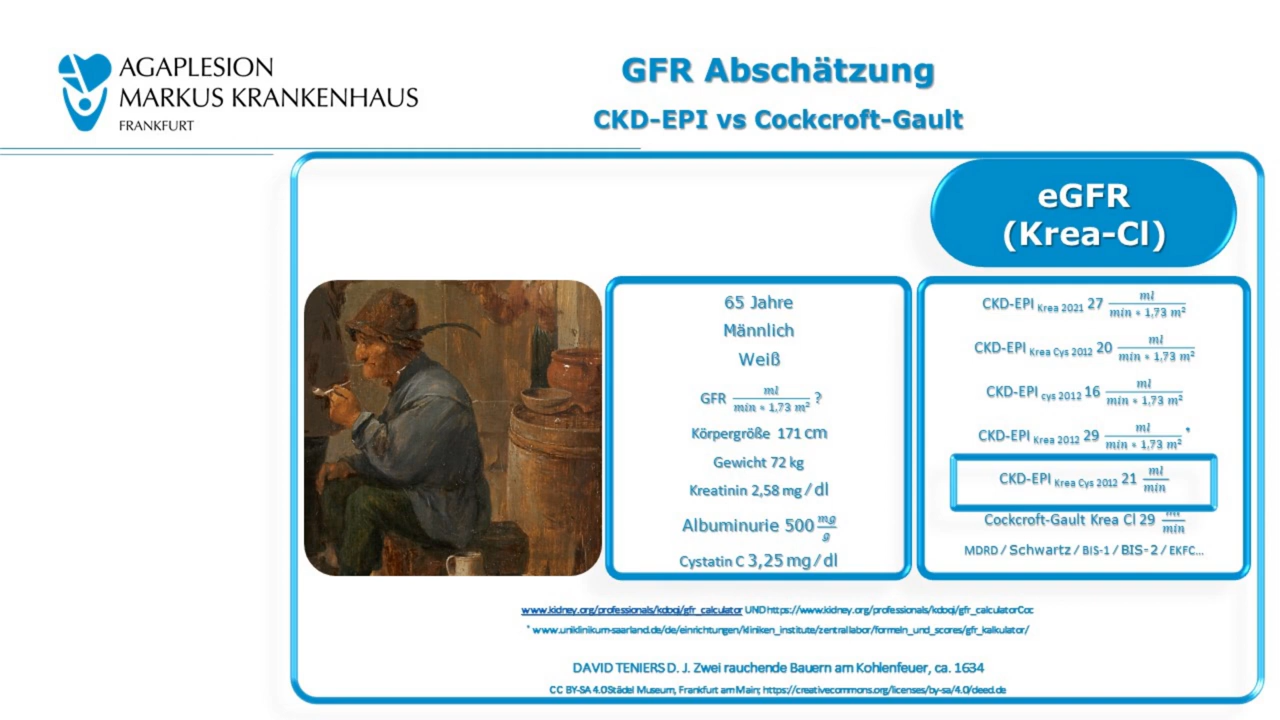 AGAPLESION
MARKUS KRANKENHAUS
FRANKFURT
GFR Abschätzung
CKD-EPI vs Cockcroft-Gault
eGFR
(Krea-Cl)
65 Jahre
Männlich
Weiß
GFR ml / min * 1,73 m² ?
Körpergröße 171 cm
Gewicht 72 kg
Kreatinin 2,58 mg / dl
Albuminurie 500 mg / g
Cystatin C 3,25 mg / dl
CKD-EPI Krea 2021 27 ml / min * 1,73 m²
CKD-EPI Krea Cys 2012 20 ml / min * 1,73 m²
CKD-EPI cys 2012 16 ml / min * 1,73 m²
CKD-EPI Krea 2012 29 ml / min * 1,73 m² *
CKD-EPI Krea Cys 2012 21 ml / min
Cockcroft-Gault Krea Cl 29 ml / min
MDRD / Schwartz / BIS-1 / BIS-2 / EKFC...
www.kidney.org/professionals/kdoqi/gfr_calculator UND https://www.kidney.org/professionals/kdoqi/gfr_calculatorCoc
* www.uniklinikum-saarland.de/de/einrichtungen/kliniken_institute/zentrallabor/formeln_und_scores/gfr_kalkulator/
DAVID TENIERS D. J. Zwei rauchende Bauern am Kohlenfeuer, ca. 1634
CC BY-SA 4.0 Städel Museum, Frankfurt am Main; https://creativecommons.org/licenses/by-sa/4.0/deed.de